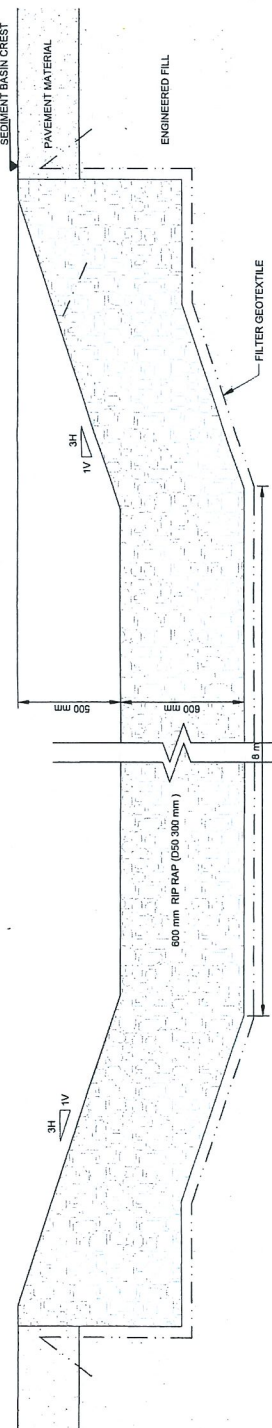 SEDIMENT BASIN CREST
PAVEMENT MATERIAL
ENGINEERED FILL
FILTER GEOTEXTILE
3H
1V
500 mm
600 mm
600 mm RIP RAP (D50 300 mm )
8 m
3H
1V